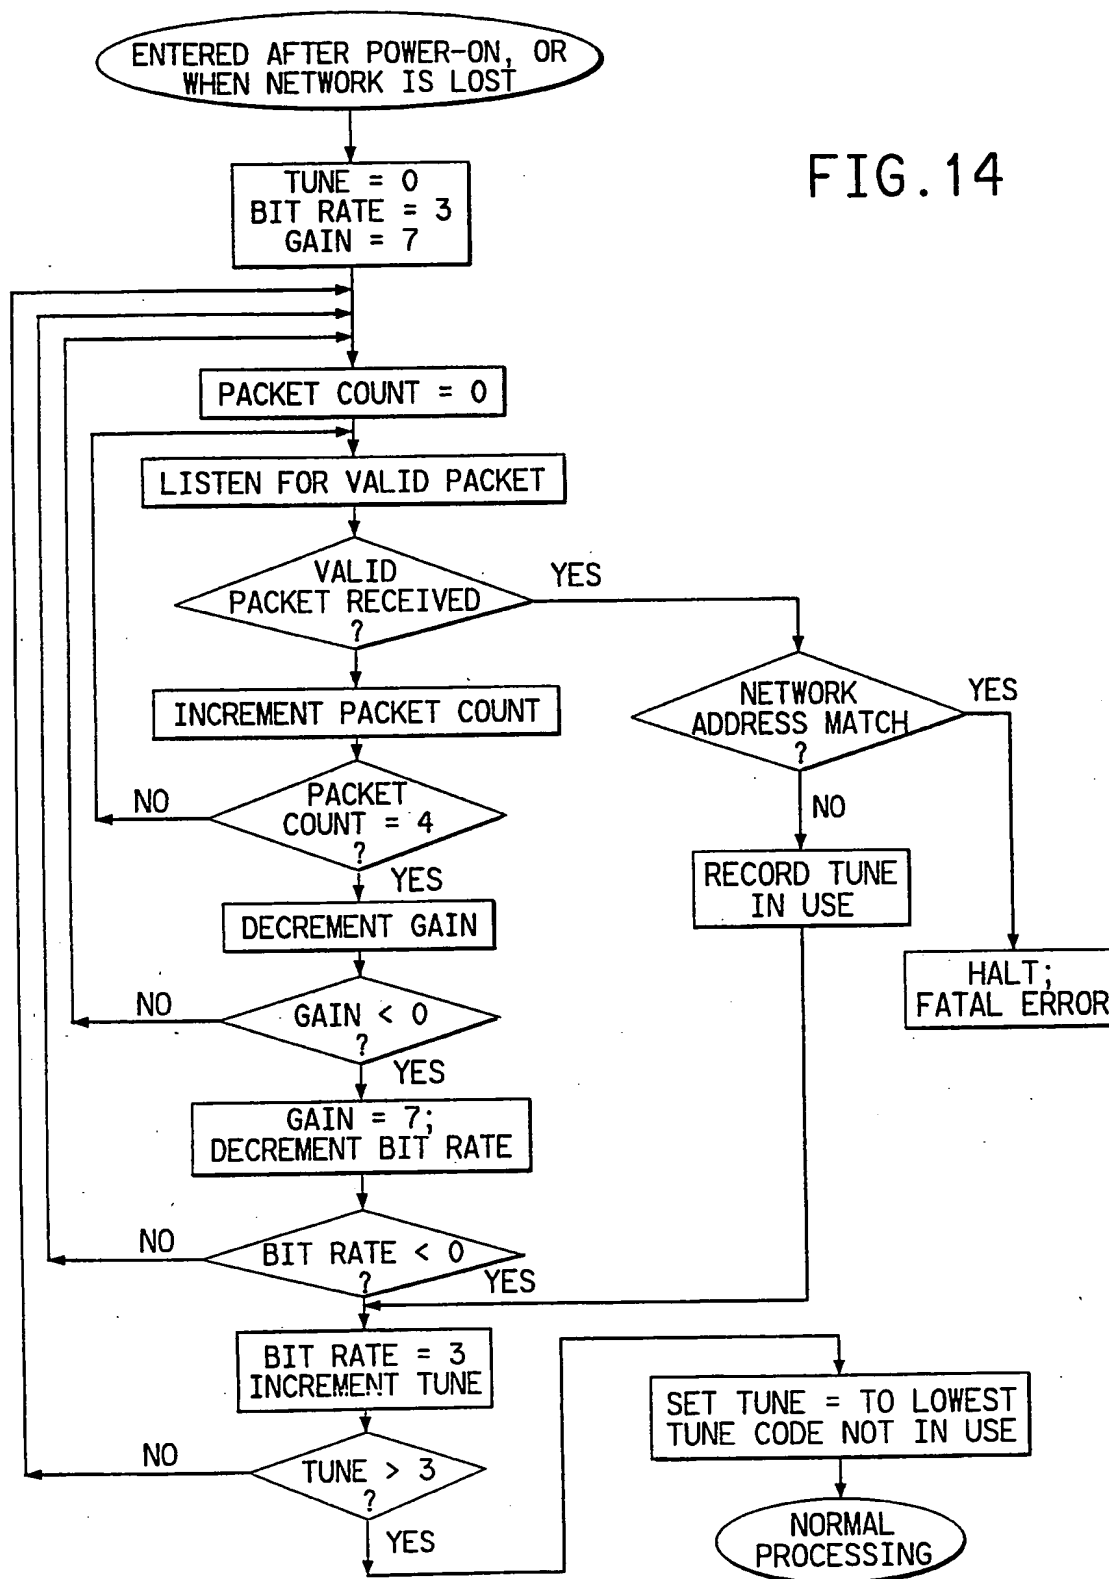 ENTERED AFTER POWER-ON, OR
WHEN NETWORK IS LOST
FIG.14
TUNE = 0
BIT RATE = 3
GAIN = 7
PACKET COUNT = 0
LISTEN FOR VALID PACKET
VALID
PACKET RECEIVED
?
YES
NETWORK
ADDRESS MATCH
?
YES
INCREMENT PACKET COUNT
PACKET
COUNT = 4
?
NO
YES
NO
RECORD TUNE
IN USE
DECREMENT GAIN
HALT;
FATAL ERROR
GAIN < 0
?
NO
YES
GAIN = 7;
DECREMENT BIT RATE
BIT RATE < 0
?
NO
YES
BIT RATE = 3
INCREMENT TUNE
SET TUNE = TO LOWEST
TUNE CODE NOT IN USE
TUNE > 3
?
NO
YES
NORMAL
PROCESSING